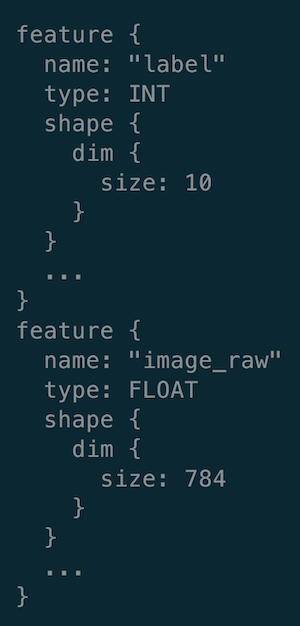 feature {
  name: "label"
  type: INT
  shape {
    dim {
      size: 10
    }
  }
  ...
}
feature {
  name: "image_raw"
  type: FLOAT
  shape {
    dim {
      size: 784
    }
  }
  ...
}